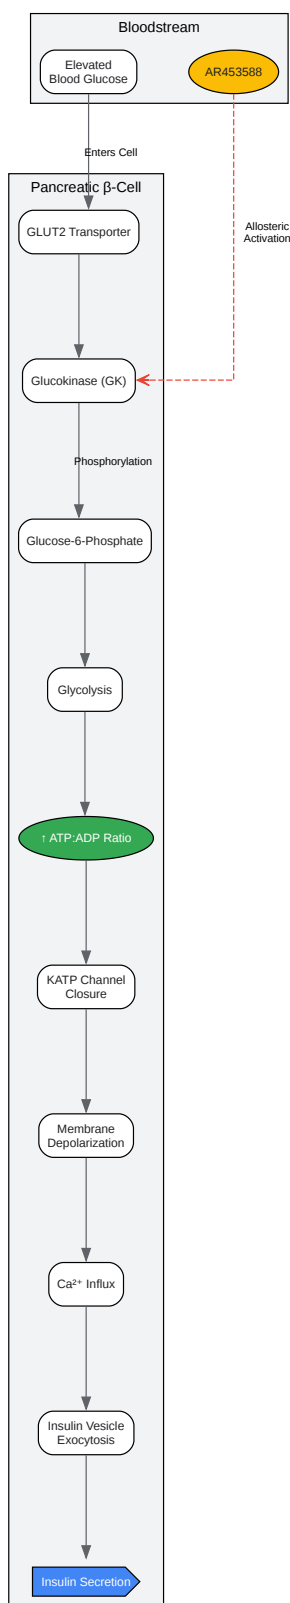 Bloodstream
Elevated
Blood Glucose
AR453588
Enters Cell
Pancreatic β-Cell
GLUT2 Transporter
Allosteric
Activation
Glucokinase (GK)
Phosphorylation
Glucose-6-Phosphate
Glycolysis
↑ ATP:ADP Ratio
KATP Channel
Closure
Membrane
Depolarization
Ca²⁺ Influx
Insulin Vesicle
Exocytosis
Insulin Secretion